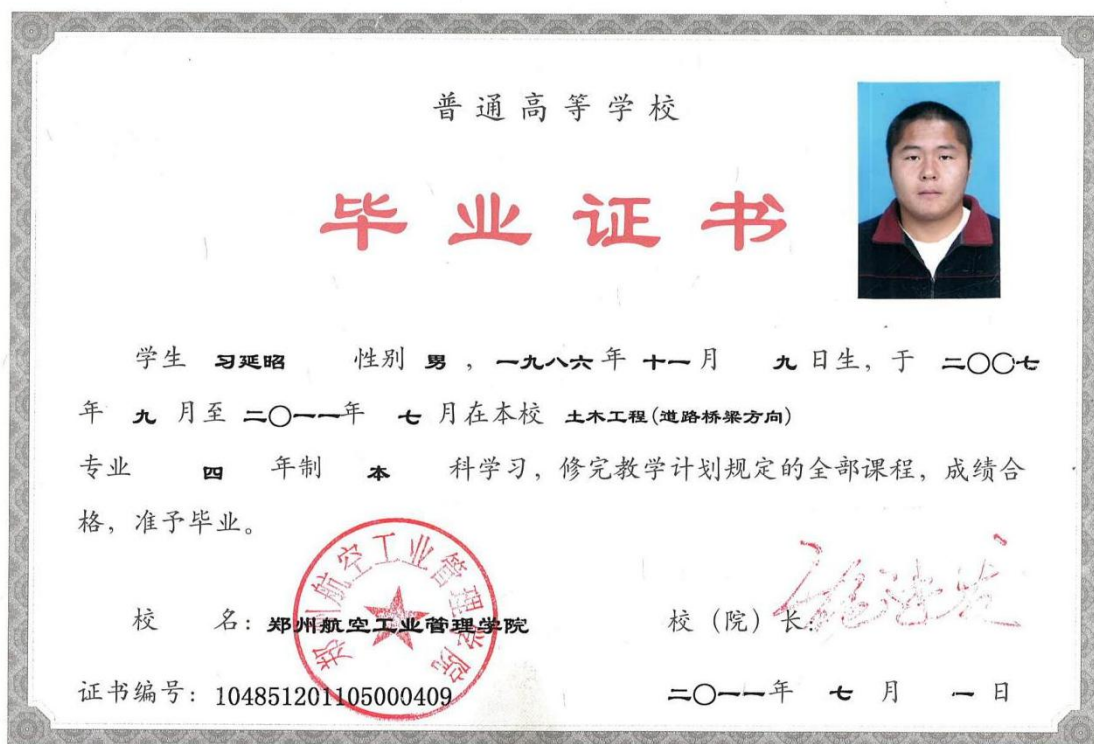 普通高等学校
毕业证书
学生 习延昭 性别 男 ，一九八六年 十一月 九日生，于 二〇〇七
年 九 月至 二〇一一年 七 月在本校 土木工程(道路桥梁方向)
专业 四 年制 本 科学习，修完教学计划规定的全部课程，成绩合
格，准予毕业。
郑州航空工业管理学院
校 名：郑州航空工业管理学院 校（院）长：
证书编号：104851201105000409 二〇一一年 七 月 一 日